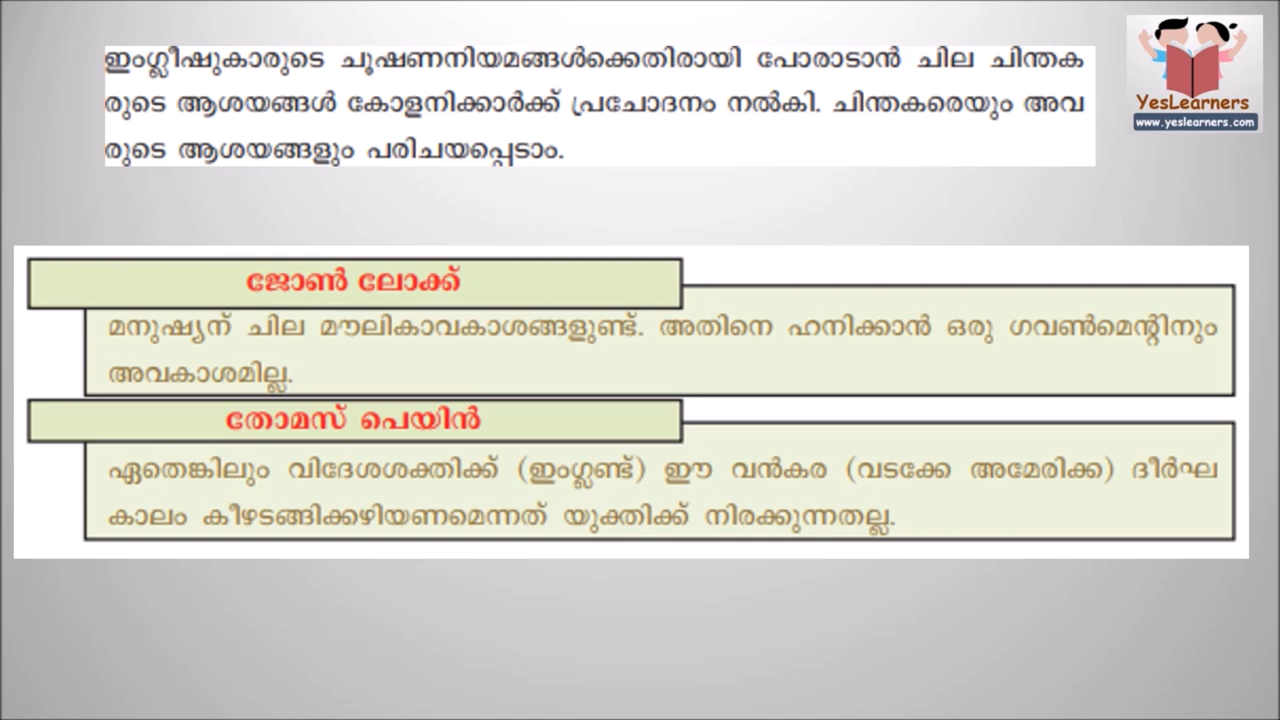 ഇംഗ്ലീഷുകാരുടെ ചൂഷണനിയമങ്ങൾക്കെതിരായി പോരാടാൻ ചില ചിന്തക
രുടെ ആശയങ്ങൾ കോളനിക്കാർക്ക് പ്രചോദനം നൽകി. ചിന്തകരെയും അവ
രുടെ ആശയങ്ങളും പരിചയപ്പെടാം.
YesLearners
www.yeslearners.com
ജോൺ ലോക്ക്
മനുഷ്യന് ചില മൗലികാവകാശങ്ങളുണ്ട്. അതിനെ ഹനിക്കാൻ ഒരു ഗവൺമെന്റിനും
അവകാശമില്ല.
തോമസ് പെയിൻ
ഏതെങ്കിലും വിദേശശക്തിക്ക് (ഇംഗ്ലണ്ട്) ഈ വൻകര (വടക്കേ അമേരിക്ക) ദീർഘ
കാലം കീഴടങ്ങിക്കഴിയണമെന്നത് യുക്തിക്ക് നിരക്കുന്നതല്ല.